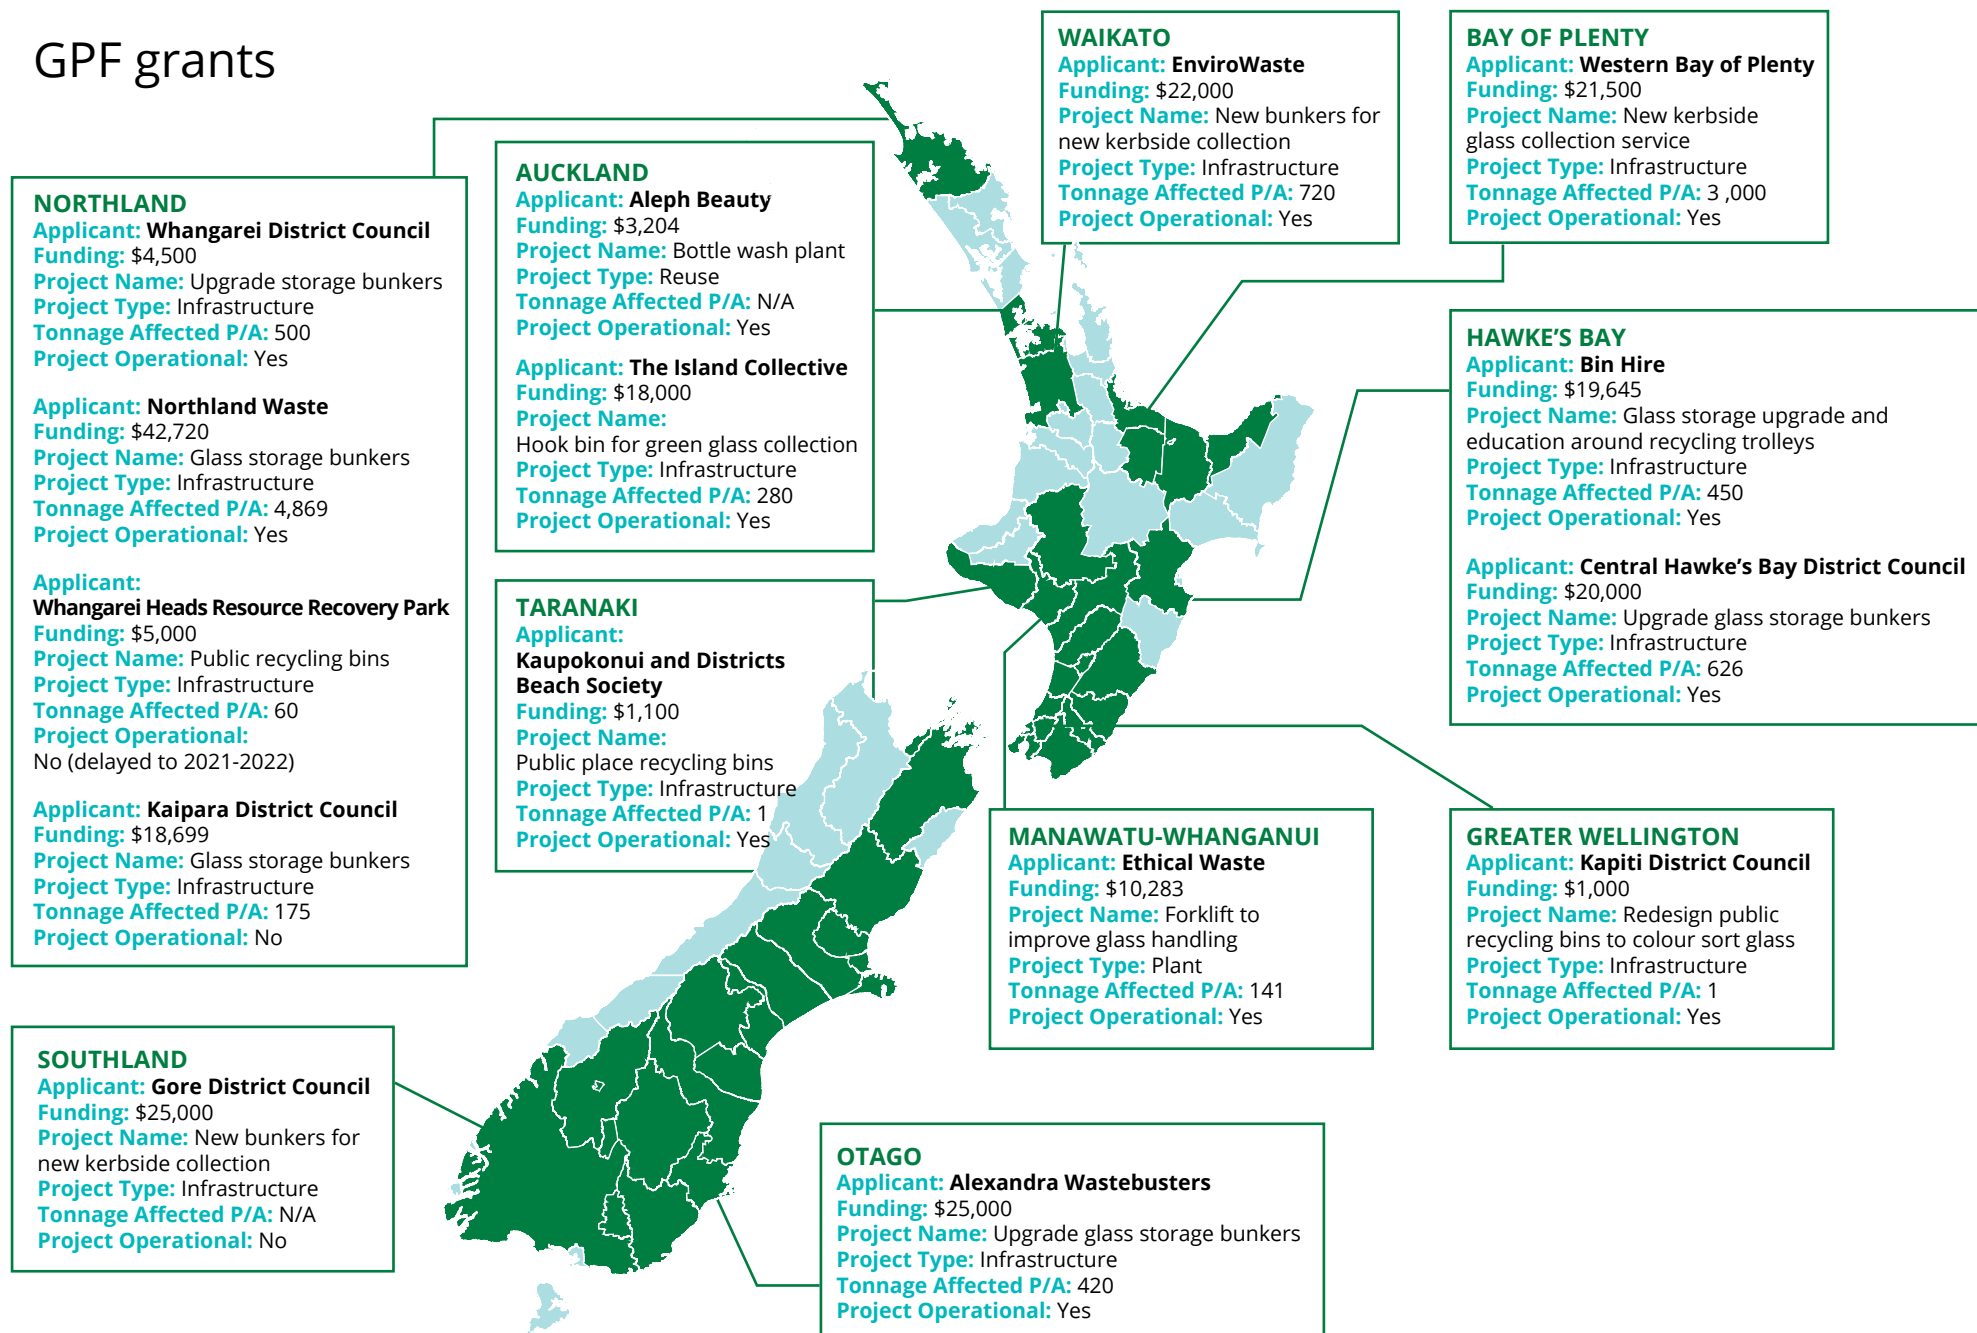 GPF grants
NORTHLAND
Applicant: Whangarei District Council
Funding: $4,500
Project Name: Upgrade storage bunkers
Project Type: Infrastructure
Tonnage Affected P/A: 500
Project Operational: Yes
Applicant: Northland Waste
Funding: $42,720
Project Name: Glass storage bunkers
Project Type: Infrastructure
Tonnage Affected P/A: 4,869
Project Operational: Yes
Applicant:
Whangarei Heads Resource Recovery Park
Funding: $5,000
Project Name: Public recycling bins
Project Type: Infrastructure
Tonnage Affected P/A: 60
Project Operational:
No (delayed to 2021-2022)
Applicant: Kaipara District Council
Funding: $18,699
Project Name: Glass storage bunkers
Project Type: Infrastructure
Tonnage Affected P/A: 175
Project Operational: No
AUCKLAND
Applicant: Aleph Beauty
Funding: $3,204
Project Name: Bottle wash plant
Project Type: Reuse
Tonnage Affected P/A: N/A
Project Operational: Yes
Applicant: The Island Collective
Funding: $18,000
Project Name:
Hook bin for green glass collection
Project Type: Infrastructure
Tonnage Affected P/A: 280
Project Operational: Yes
WAIKATO
Applicant: EnviroWaste
Funding: $22,000
Project Name: New bunkers for
new kerbside collection
Project Type: Infrastructure
Tonnage Affected P/A: 720
Project Operational: Yes
BAY OF PLENTY
Applicant: Western Bay of Plenty
Funding: $21,500
Project Name: New kerbside
glass collection service
Project Type: Infrastructure
Tonnage Affected P/A: 3 ,000
Project Operational: Yes
HAWKE'S BAY
Applicant: Bin Hire
Funding: $19,645
Project Name: Glass storage upgrade and
education around recycling trolleys
Project Type: Infrastructure
Tonnage Affected P/A: 450
Project Operational: Yes
Applicant: Central Hawke's Bay District Council
Funding: $20,000
Project Name: Upgrade glass storage bunkers
Project Type: Infrastructure
Tonnage Affected P/A: 626
Project Operational: Yes
TARANAKI
Applicant:
Kaupokonui and Districts
Beach Society
Funding: $1,100
Project Name:
Public place recycling bins
Project Type: Infrastructure
Tonnage Affected P/A: 1
Project Operational: Yes
MANAWATU-WHANGANUI
Applicant: Ethical Waste
Funding: $10,283
Project Name: Forklift to
improve glass handling
Project Type: Plant
Tonnage Affected P/A: 141
Project Operational: Yes
GREATER WELLINGTON
Applicant: Kapiti District Council
Funding: $1,000
Project Name: Redesign public
recycling bins to colour sort glass
Project Type: Infrastructure
Tonnage Affected P/A: 1
Project Operational: Yes
SOUTHLAND
Applicant: Gore District Council
Funding: $25,000
Project Name: New bunkers for
new kerbside collection
Project Type: Infrastructure
Tonnage Affected P/A: N/A
Project Operational: No
OTAGO
Applicant: Alexandra Wastebusters
Funding: $25,000
Project Name: Upgrade glass storage bunkers
Project Type: Infrastructure
Tonnage Affected P/A: 420
Project Operational: Yes